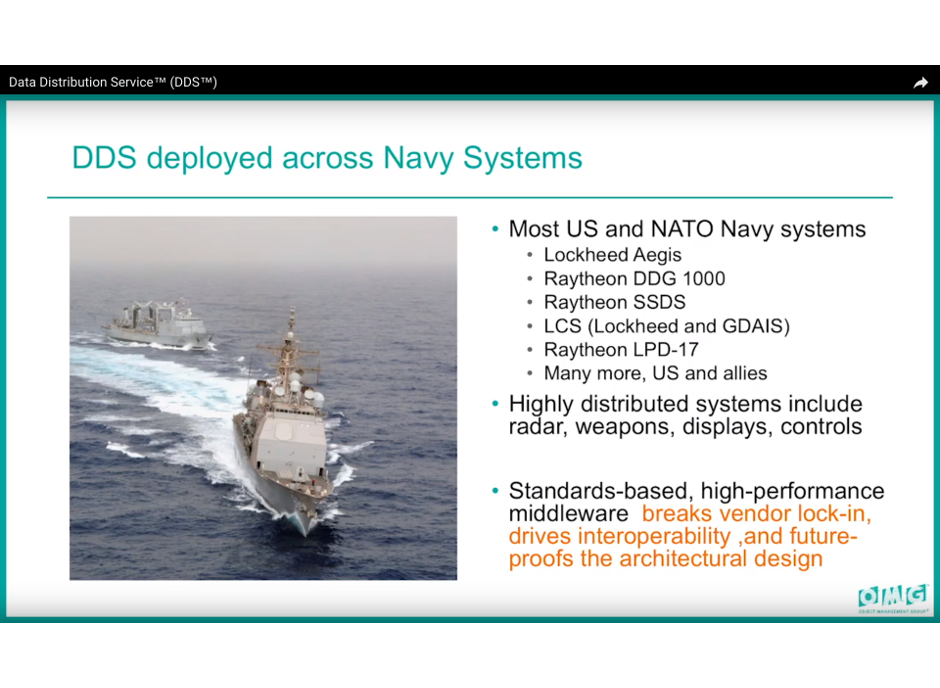 Data Distribution Service™ (DDS™)
DDS deployed across Navy Systems
• Most US and NATO Navy systems
• Lockheed Aegis
• Raytheon DDG 1000
• Raytheon SSDS
• LCS (Lockheed and GDAIS)
• Raytheon LPD-17
• Many more, US and allies
• Highly distributed systems include
radar, weapons, displays, controls
• Standards-based, high-performance
middleware breaks vendor lock-in,
drives interoperability ,and future-
proofs the architectural design
OMG
OBJECT MANAGEMENT GROUP®